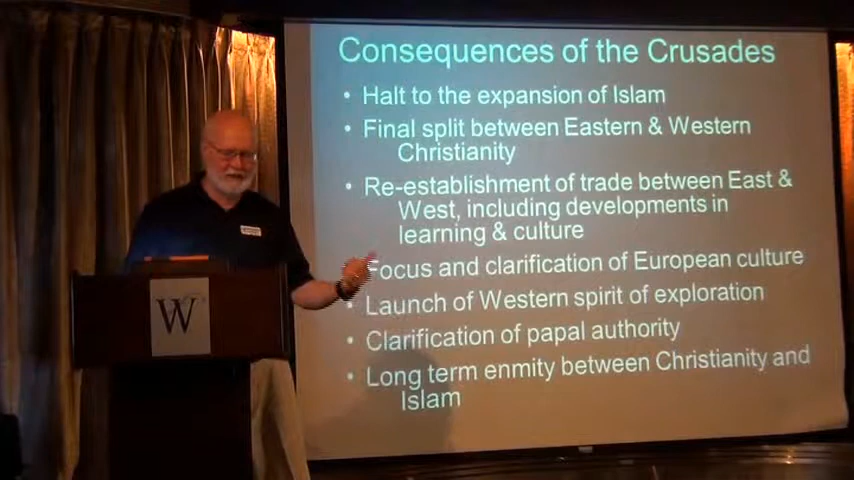 Consequences of the Crusades
• Halt to the expansion of Islam
• Final split between Eastern & Western
Christianity
• Re-establishment of trade between East &
West, including developments in
learning & culture
Focus and clarification of European culture
• Launch of Western spirit of exploration
• Clarification of papal authority
• Long term enmity between Christianity and
Islam
W